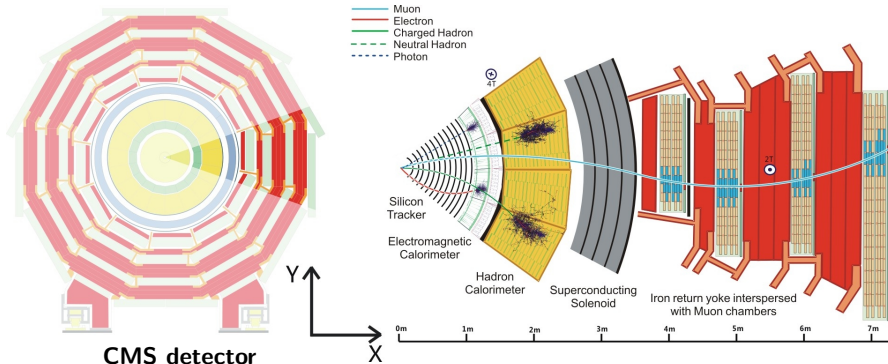 Muon
Electron
Charged Hadron
Neutral Hadron
Photon
4T
2T
Silicon
Tracker
Electromagnetic
Calorimeter
Hadron
Calorimeter
Superconducting
Solenoid
Iron return yoke interspersed
with Muon chambers
Y
X
0m 1m 2m 3m 4m 5m 6m 7m
CMS detector